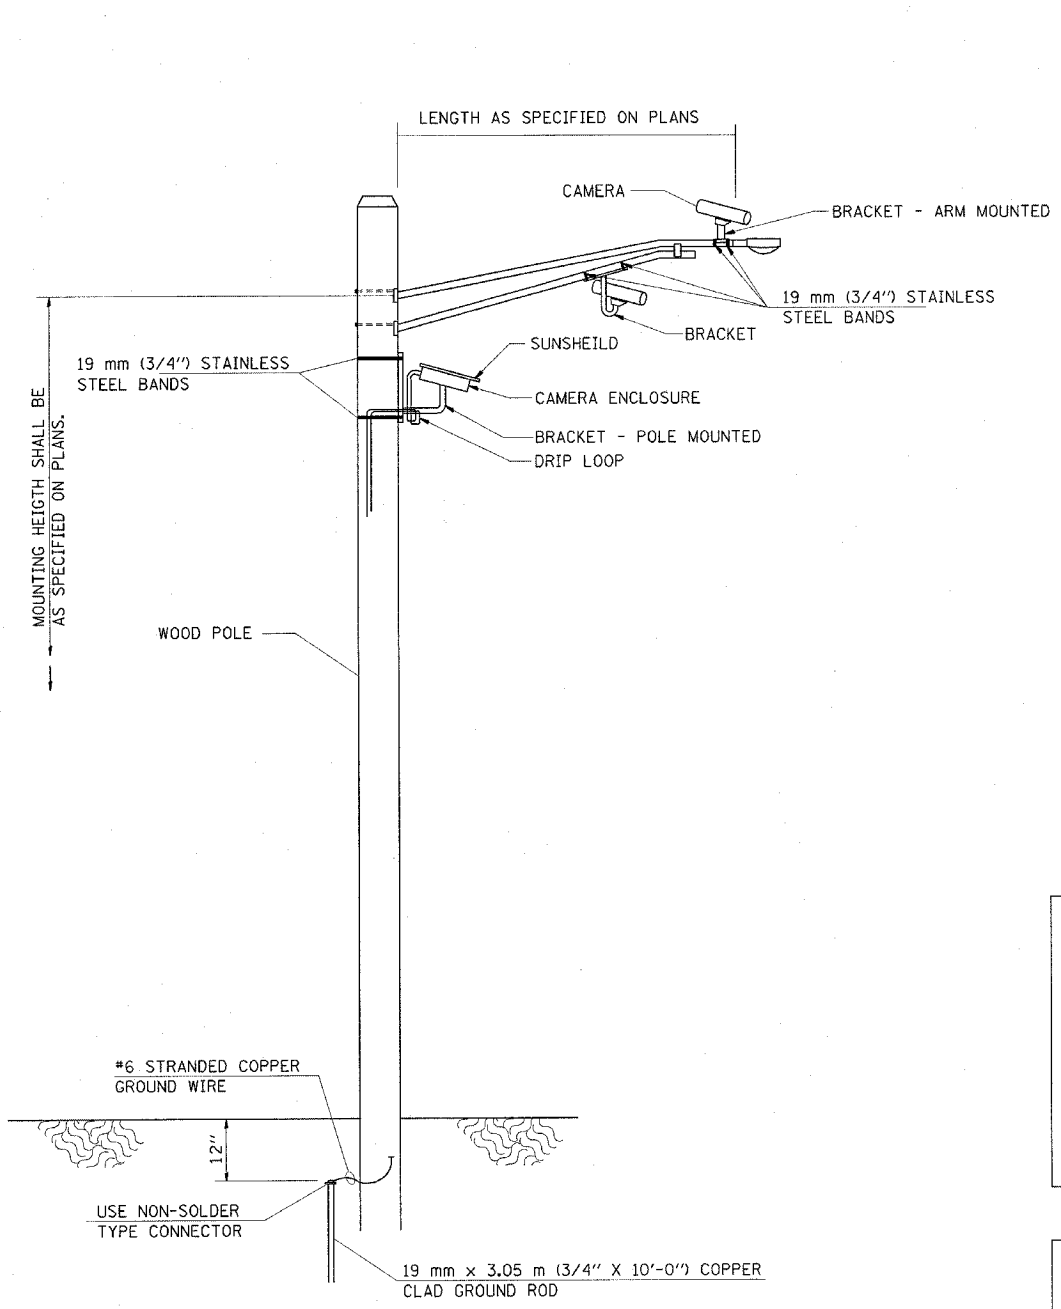 LENGTH AS SPECIFIED ON PLANS
CAMERA
BRACKET - ARM MOUNTED
19 mm (3/4") STAINLESS
STEEL BANDS
BRACKET
SUNSHEILD
19 mm (3/4") STAINLESS
STEEL BANDS
CAMERA ENCLOSURE
BRACKET - POLE MOUNTED
DRIP LOOP
MOUNTING HEIGTH SHALL BE
AS SPECIFIED ON PLANS.
WOOD POLE
#6 STRANDED COPPER
GROUND WIRE
12"
USE NON-SOLDER
TYPE CONNECTOR
19 mm x 3.05 m (3/4" X 10'-0") COPPER
CLAD GROUND ROD